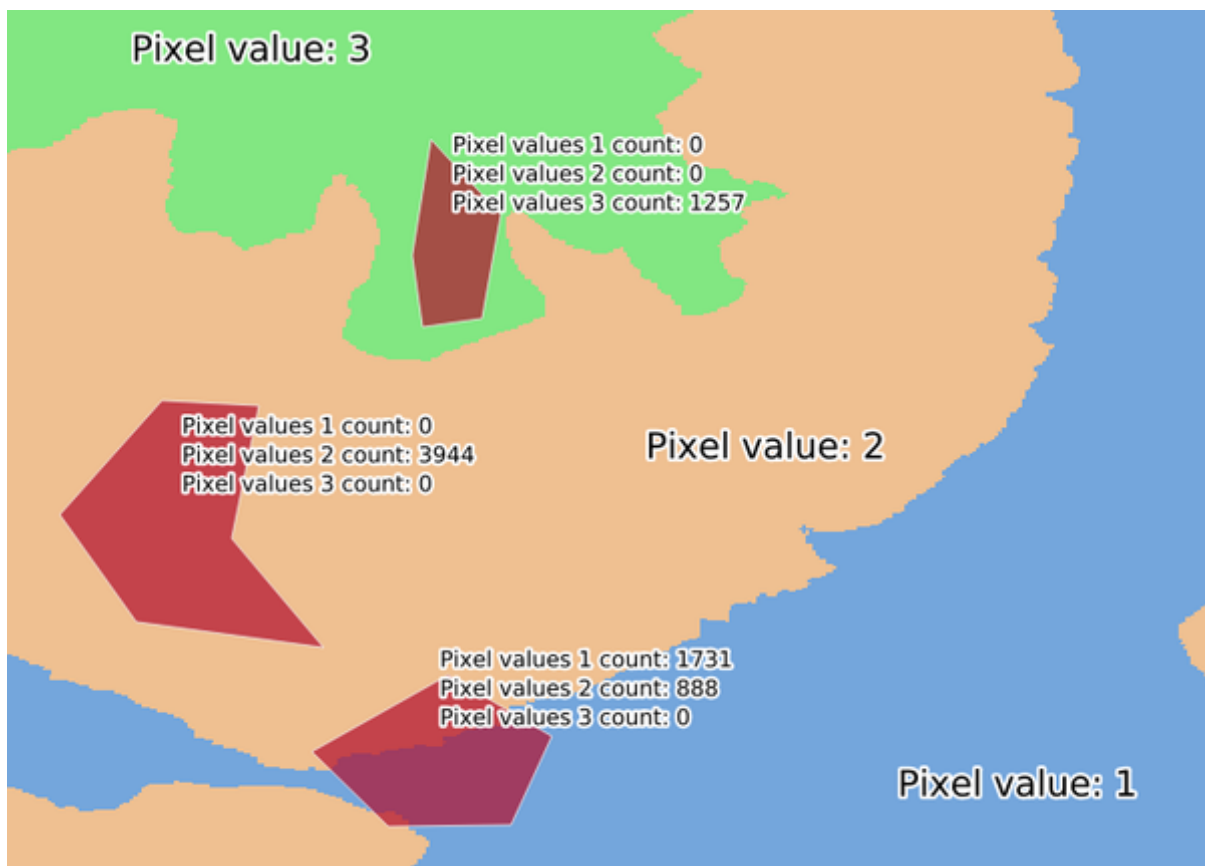 Pixel value: 3
Pixel values 1 count: 0
Pixel values 2 count: 0
Pixel values 3 count: 1257
Pixel values 1 count: 0
Pixel values 2 count: 3944
Pixel values 3 count: 0
Pixel value: 2
Pixel values 1 count: 1731
Pixel values 2 count: 888
Pixel values 3 count: 0
Pixel value: 1